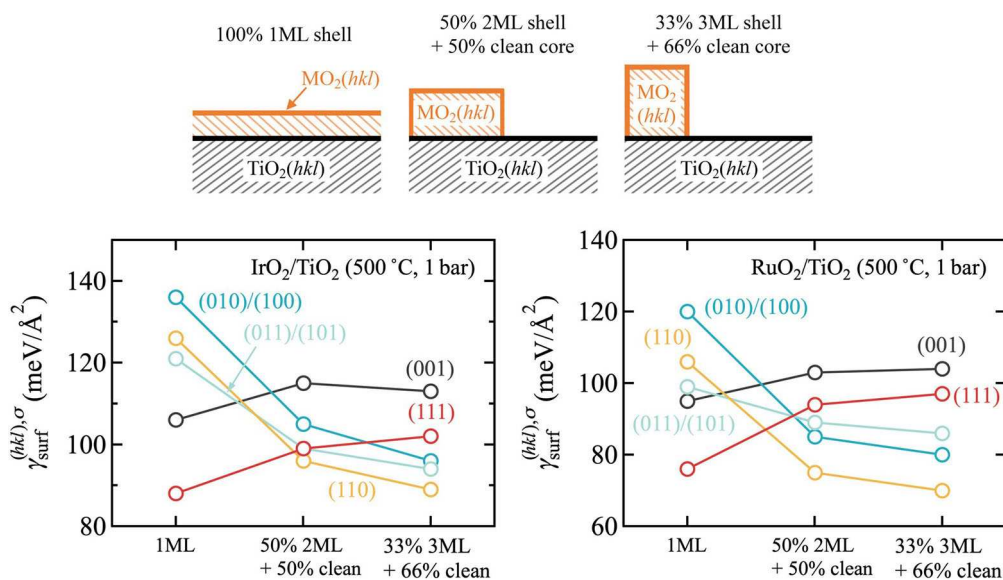 100% 1ML shell
50% 2ML shell
+ 50% clean core
33% 3ML shell
+ 66% clean core
MO₂(hkl)
MO₂(hkl)
MO₂
(hkl)
TiO₂(hkl)
TiO₂(hkl)
TiO₂(hkl)
IrO₂/TiO₂ (500 °C, 1 bar)
γ_surf^(hkl),σ (meV/Å²)
140
120
100
80
(010)/(100)
(011)/(101)
(001)
(111)
(110)
1ML
50% 2ML
+ 50% clean
33% 3ML
+ 66% clean
RuO₂/TiO₂ (500 °C, 1 bar)
γ_surf^(hkl),σ (meV/Å²)
140
120
100
80
60
(010)/(100)
(110)
(001)
(111)
(011)/(101)
1ML
50% 2ML
+ 50% clean
33% 3ML
+ 66% clean